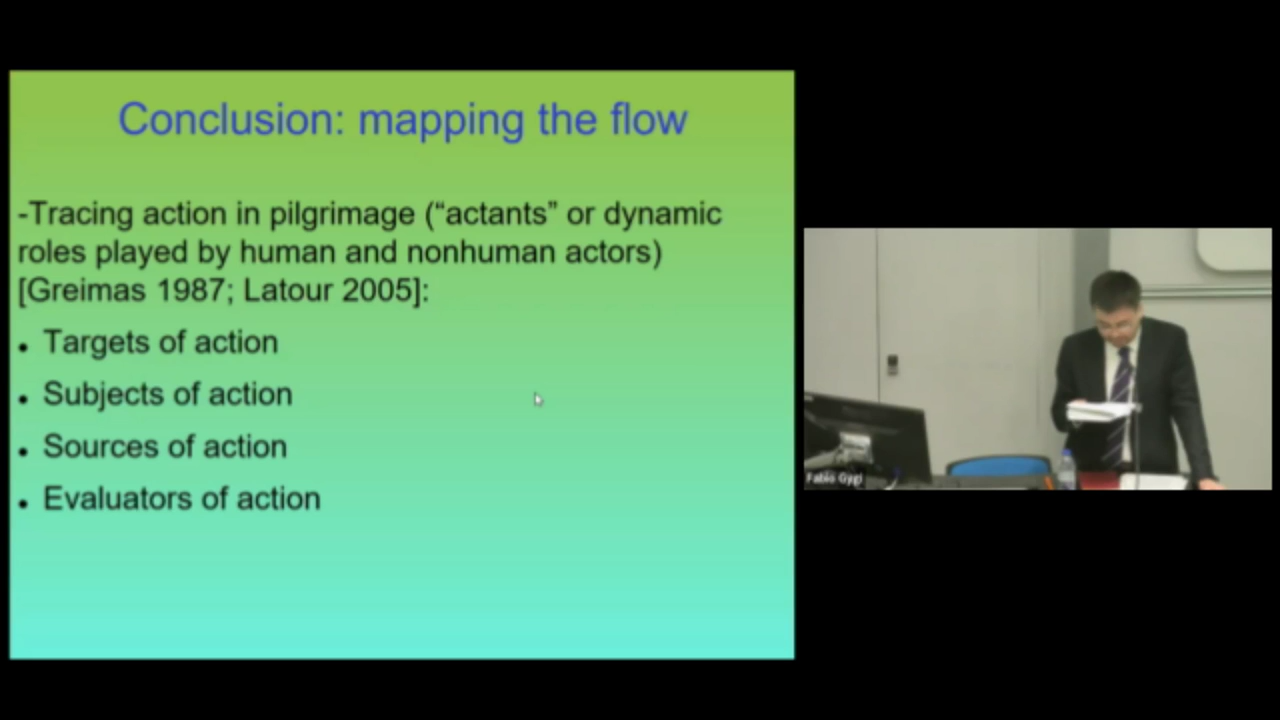 Conclusion: mapping the flow
-Tracing action in pilgrimage (“actants” or dynamic
roles played by human and nonhuman actors)
[Greimas 1987; Latour 2005]:
• Targets of action
• Subjects of action
• Sources of action
• Evaluators of action
Fabio Gygi